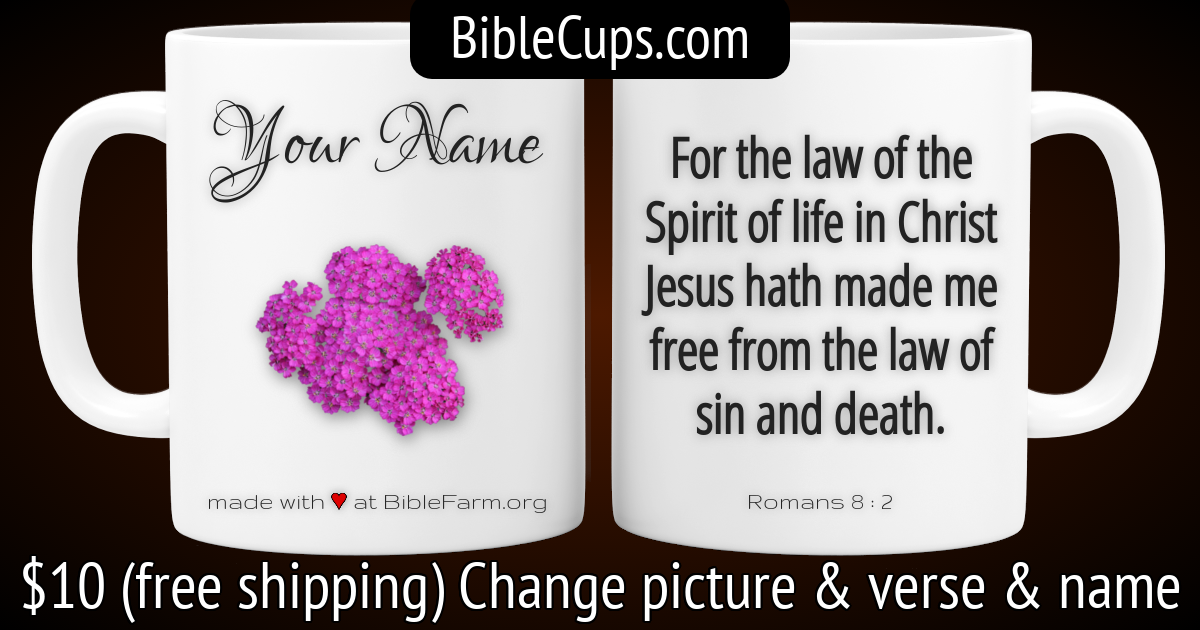 BibleCups.com
Your Name
made with ♥ at BibleFarm.org
For the law of the
Spirit of life in Christ
Jesus hath made me
free from the law of
sin and death.
Romans 8 : 2
$10 (free shipping) Change picture & verse & name